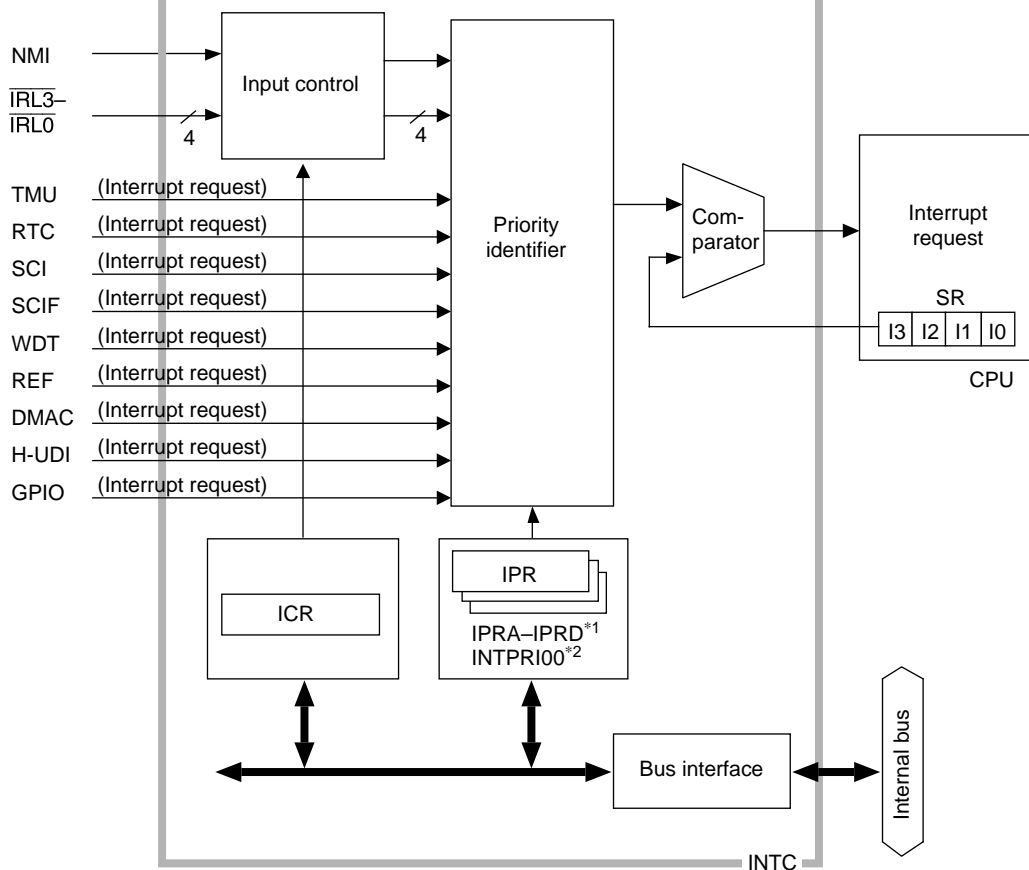 NMI
IRL3–
IRL0
4
Input control
4
TMU (Interrupt request)
RTC (Interrupt request)
SCI (Interrupt request)
SCIF (Interrupt request)
WDT (Interrupt request)
REF (Interrupt request)
DMAC (Interrupt request)
H-UDI (Interrupt request)
GPIO (Interrupt request)
Priority
identifier
Com-
parator
Interrupt
request
SR
I3 I2 I1 I0
CPU
ICR
IPR
IPRA–IPRD*1
INTPRI00*2
Bus interface
Internal bus
INTC